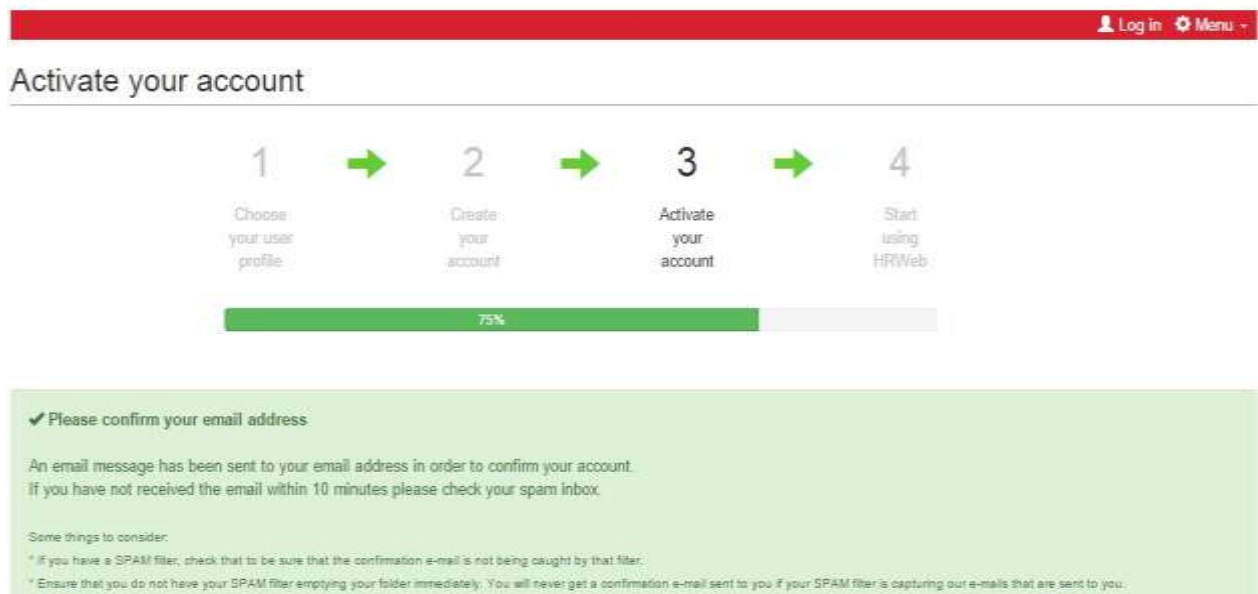 Log in Menu
Activate your account
1 2 3 4
Choose your user profile
Create your account
Activate your account
Start using HRWeb
75%
✔ Please confirm your email address
An email message has been sent to your email address in order to confirm your account.
If you have not received the email within 10 minutes please check your spam inbox.
Some things to consider:
* If you have a SPAM filter, check that to be sure that the confirmation e-mail is not being caught by that filter.
* Ensure that you do not have your SPAM filter emptying your folder immediately. You will never get a confirmation e-mail sent to you if your SPAM filter is capturing our e-mails that are sent to you.